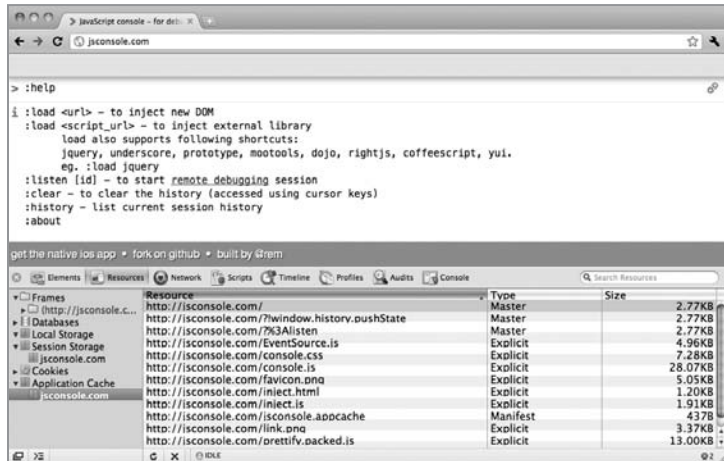 JavaScript console – for deb
jsconsole.com
> :help
i :load <url> – to inject new DOM
:load <script_url> – to inject external library
load also supports following shortcuts:
jquery, underscore, prototype, mootools, dojo, rightjs, coffeescript, yui.
eg. :load jquery
:listen [id] – to start remote debugging session
:clear – to clear the history (accessed using cursor keys)
:history – list current session history
:about
get the native ios app • fork on github • built by @rem
Elements Resources Network Scripts Timeline Profiles Audits Console Search Resources
Frames
(http://jsconsole.c...
Databases
Local Storage
Session Storage
jsconsole.com
Cookies
Application Cache
jsconsole.com
Resource Type Size
http://jsconsole.com/ Master 2.77KB
http://jsconsole.com/?!window.history.pushState Master 2.77KB
http://jsconsole.com/?%3Alisten Master 2.77KB
http://jsconsole.com/EventSource.js Explicit 4.96KB
http://jsconsole.com/console.css Explicit 7.28KB
http://jsconsole.com/console.js Explicit 28.07KB
http://jsconsole.com/favicon.png Explicit 5.05KB
http://jsconsole.com/inject.html Explicit 1.20KB
http://jsconsole.com/inject.js Explicit 1.91KB
http://jsconsole.com/jsconsole.appcache Manifest 437B
http://jsconsole.com/link.png Explicit 3.37KB
http://jsconsole.com/prettify.packed.js Explicit 13.00KB
IDLE
2